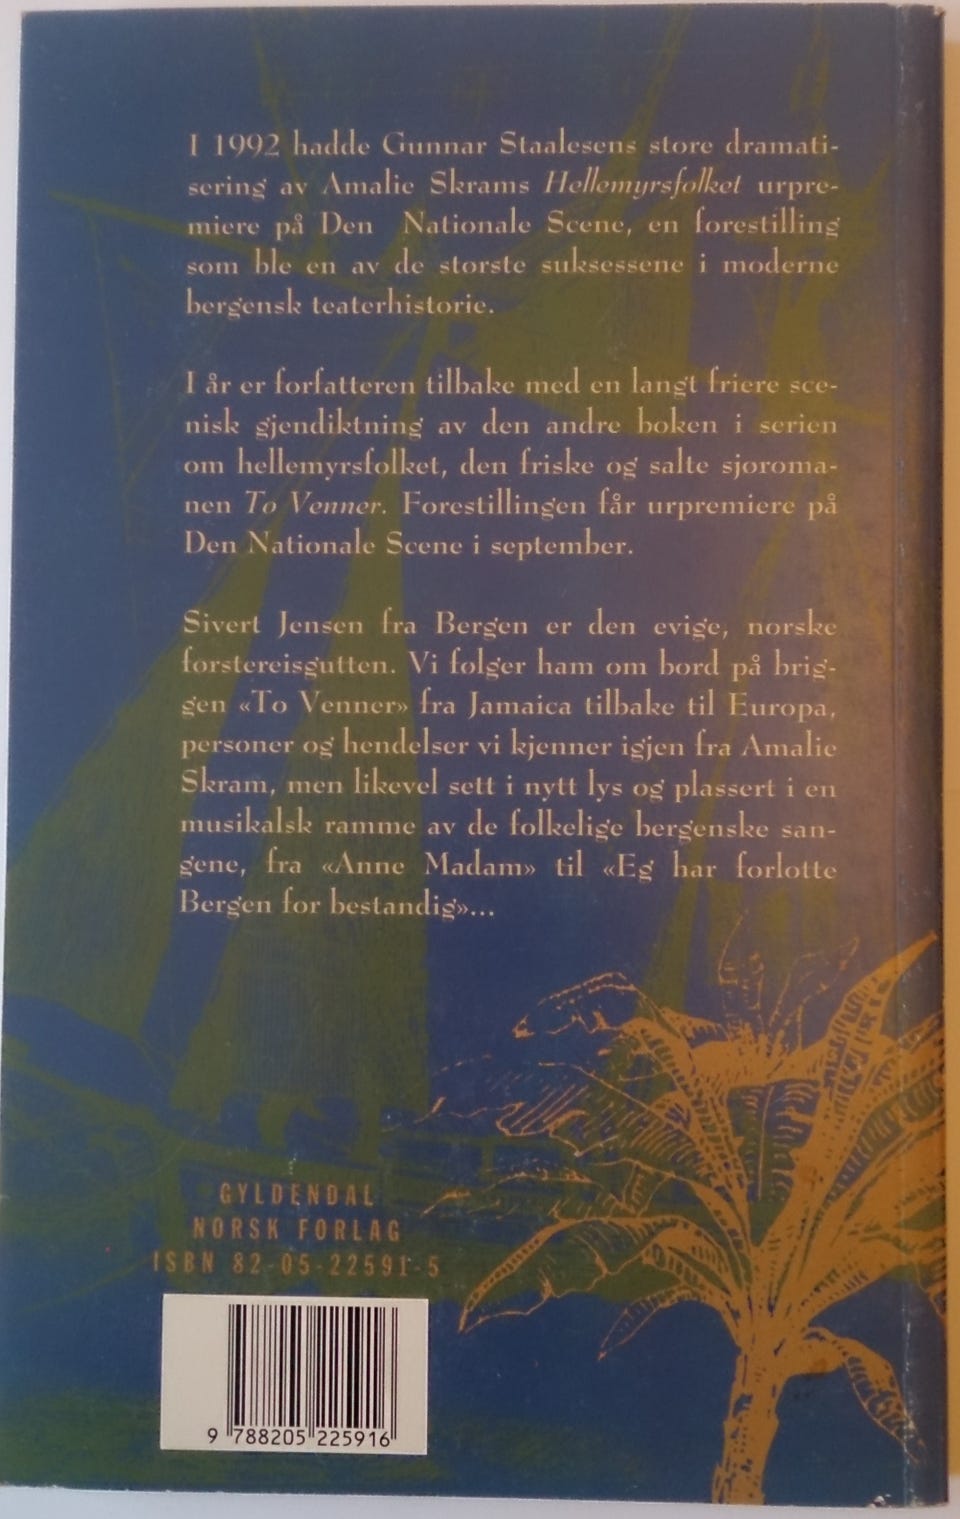 I 1992 hadde Gunnar Staalesens store dramati-
sering av Amalie Skrams Hellemyrsfolket urpre-
miere på Den Nationale Scene, en forestilling
som ble en av de største suksessene i moderne
bergensk teaterhistorie.
I år er forfatteren tilbake med en langt friere sce-
nisk gjendiktning av den andre boken i serien
om hellemyrsfolket, den friske og salte sjøroma-
nen To Venner. Forestillingen får urpremiere på
Den Nationale Scene i september.
Sivert Jensen fra Bergen er den evige, norske
førstereisgutten. Vi følger ham om bord på brig-
gen «To Venner» fra Jamaica tilbake til Europa,
personer og hendelser vi kjenner igjen fra Amalie
Skram, men likevel sett i nytt lys og plassert i en
musikalsk ramme av de folkelige bergenske san-
gene, fra «Anne Madam» til «Eg har forlotte
Bergen for bestandig»...
GYLDENDAL
NORSK FORLAG
ISBN 82-05-22591-5
9 788205 225916